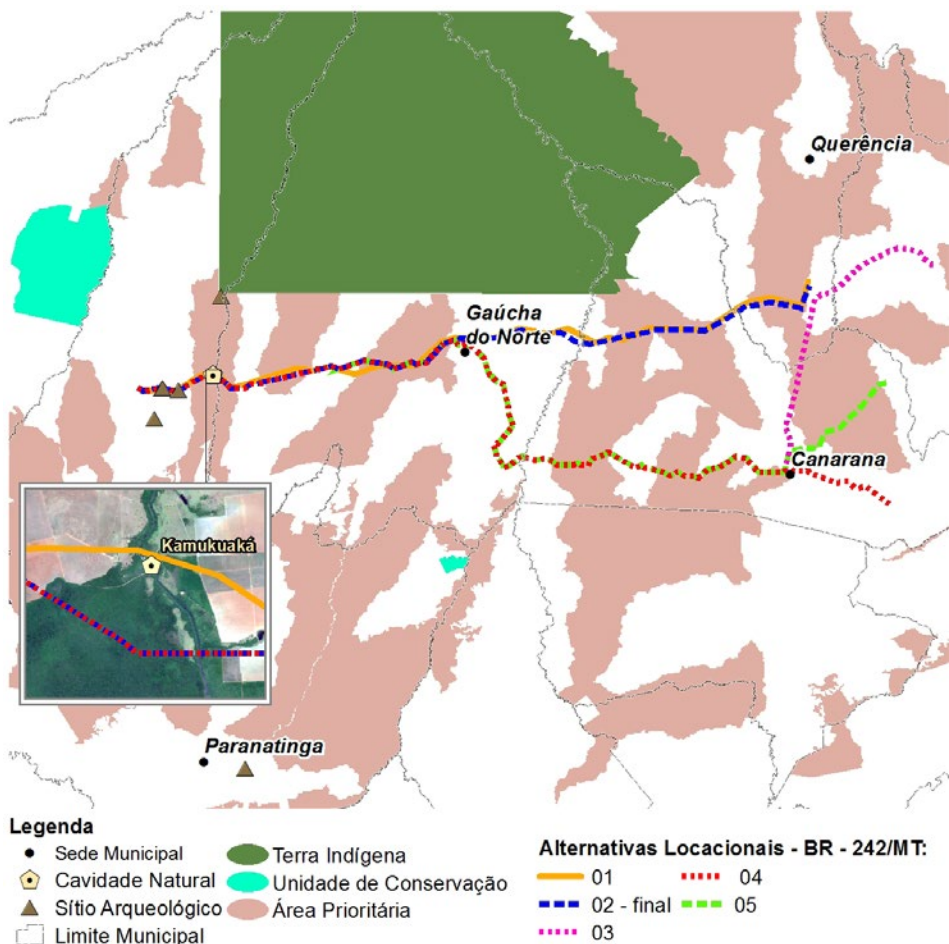 Querência
Gaúcha
do Norte
Canarana
Kamukuaká
Paranatinga
Legenda
Sede Municipal
Cavidade Natural
Sítio Arqueológico
Limite Municipal
Terra Indígena
Unidade de Conservação
Área Prioritária
Alternativas Locacionais - BR - 242/MT:
01
02 - final
03
04
05